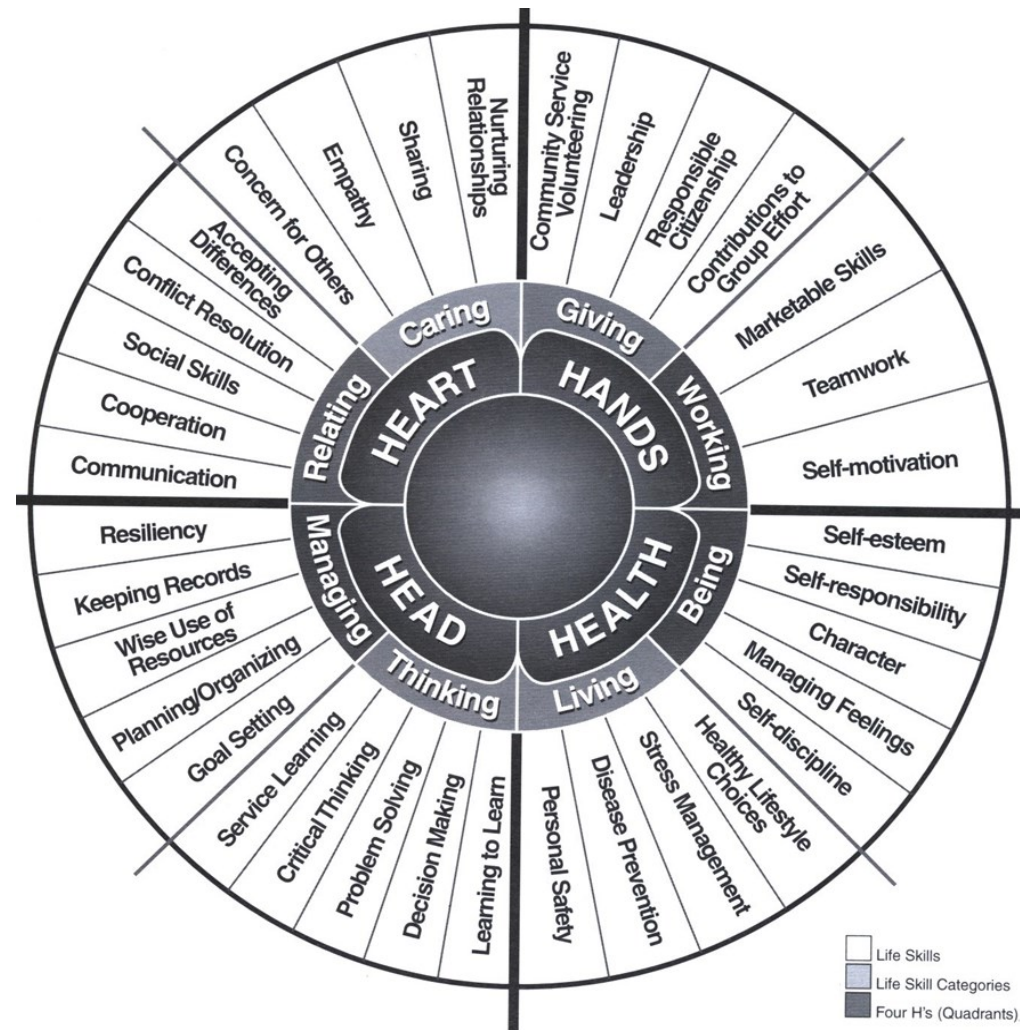 Nurturing
Relationships
Sharing
Empathy
Concern for Others
Accepting
Differences
Conflict Resolution
Social Skills
Cooperation
Communication
Community Service
Volunteering
Leadership
Responsible
Citizenship
Contributions to
Group Effort
Marketable Skills
Teamwork
Self-motivation
Caring
Giving
Relating
HEART
HANDS
Working
Managing
HEAD
HEALTH
Being
Thinking
Living
Resiliency
Keeping Records
Wise Use of
Resources
Planning/Organizing
Goal Setting
Service Learning
Critical Thinking
Problem Solving
Decision Making
Learning to Learn
Self-esteem
Self-responsibility
Character
Managing Feelings
Self-discipline
Healthy Lifestyle
Choices
Stress Management
Disease Prevention
Personal Safety
Life Skills
Life Skill Categories
Four H's (Quadrants)